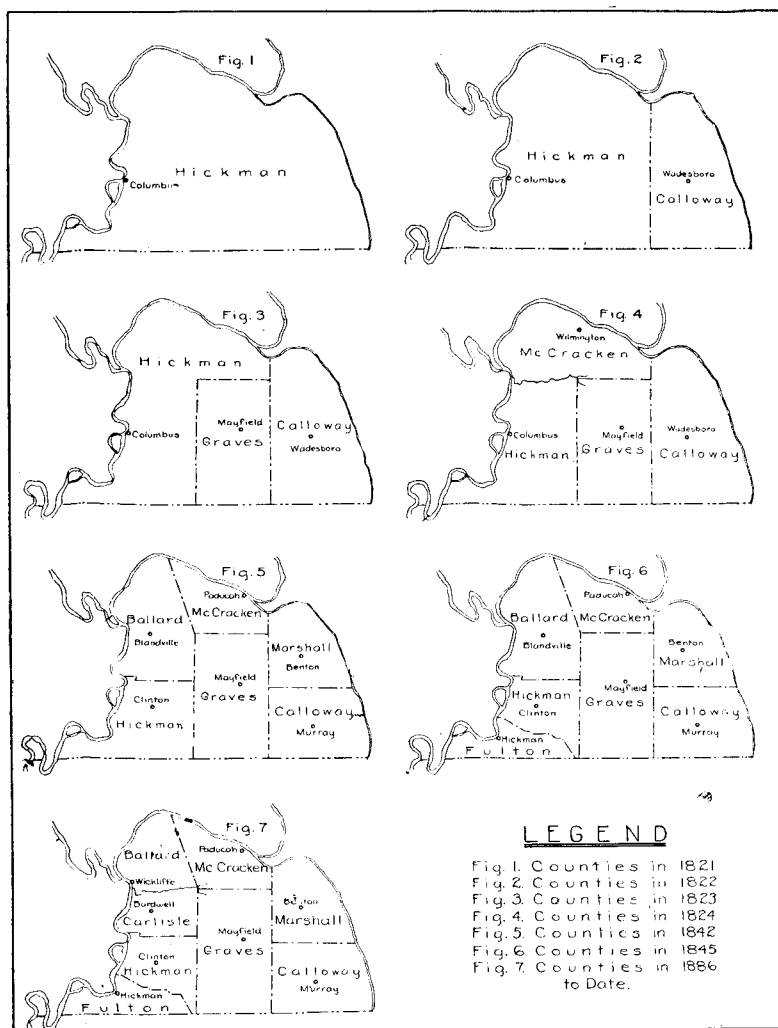 Fig. 1
Hickman
Fig. 2
Hickman
Columbus
Wadesboro
Calloway
Fig. 3
Hickman
Columbus
Mayfield
Graves
Calloway
Wadesboro
Fig. 4
Wilmington
McCracken
Columbus
Hickman
Mayfield
Graves
Wadesboro
Calloway
Fig. 5
Paducah
McCracken
Ballard
Blandville
Marshall
Benton
Clinton
Hickman
Mayfield
Graves
Calloway
Murray
Fig. 6
Paducah
McCracken
Ballard
Blandville
Benton
Marshall
Hickman
Clinton
Mayfield
Graves
Calloway
Murray
Hickman
Fulton
Fig. 7
Ballard
Paducah
McCracken
Wickliffe
Bardwell
Carlisle
Benton
Marshall
Mayfield
Graves
Clinton
Hickman
Calloway
Murray
Hickman
Fulton
LEGEND
Fig. 1. Counties in 1821
Fig. 2. Counties in 1822
Fig. 3. Counties in 1823
Fig. 4. Counties in 1824
Fig. 5. Counties in 1842
Fig. 6. Counties in 1845
Fig. 7. Counties in 1886
to Date.